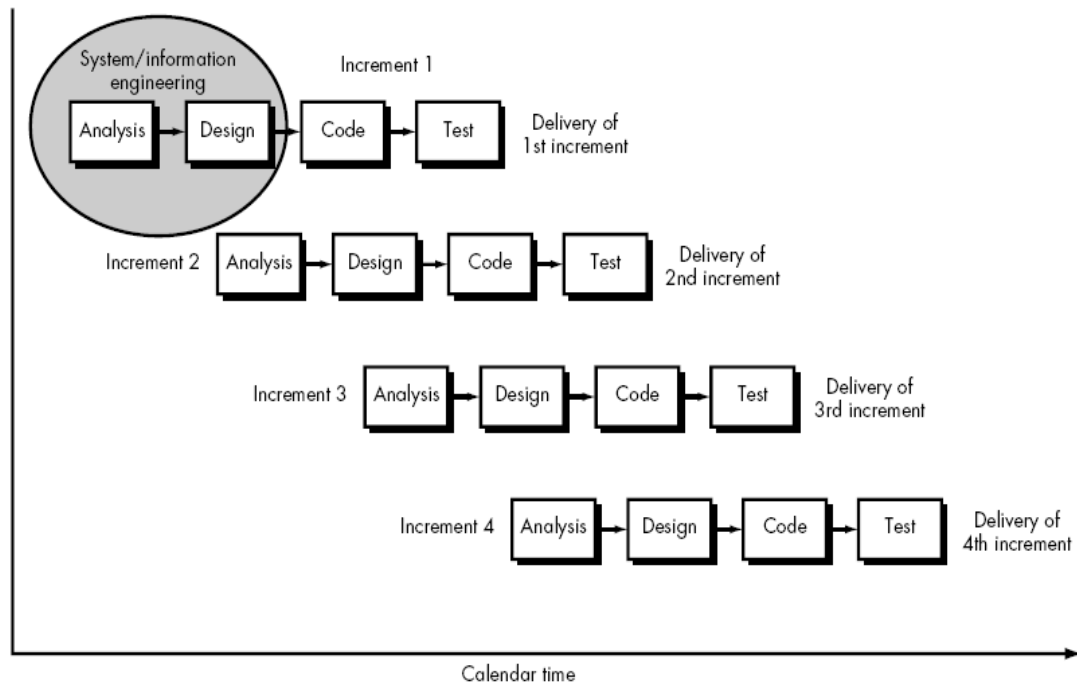 System/information
engineering
Increment 1
Analysis
Design
Code
Test
Delivery of
1st increment
Increment 2
Analysis
Design
Code
Test
Delivery of
2nd increment
Increment 3
Analysis
Design
Code
Test
Delivery of
3rd increment
Increment 4
Analysis
Design
Code
Test
Delivery of
4th increment
Calendar time